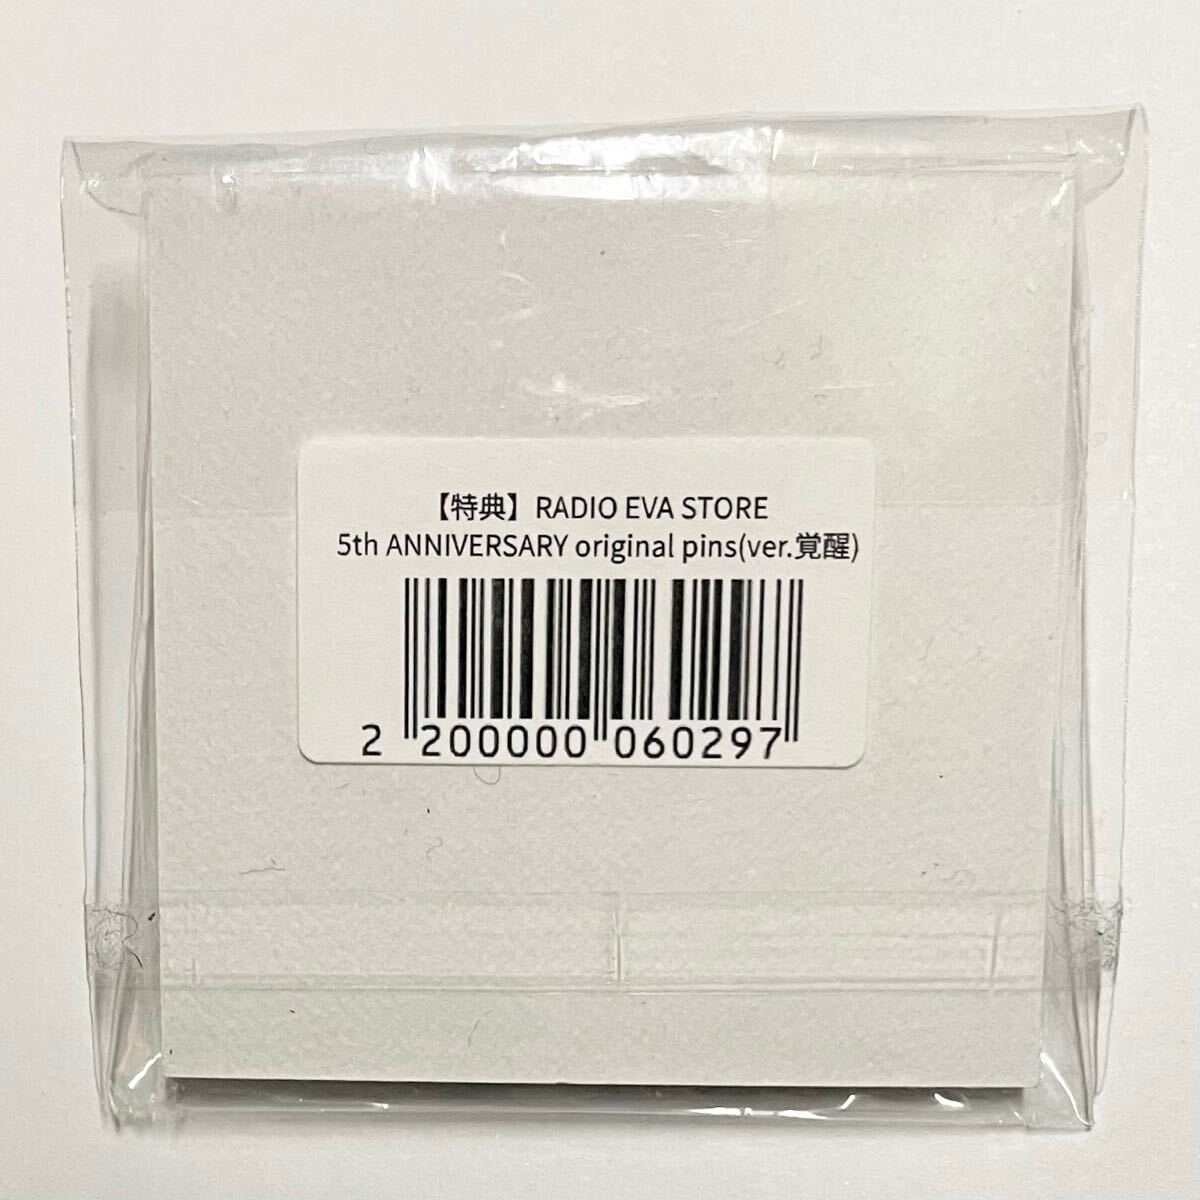 【特典】RADIO EVA STORE
5th ANNIVERSARY original pins(ver.覚醒)
2 200000 060297